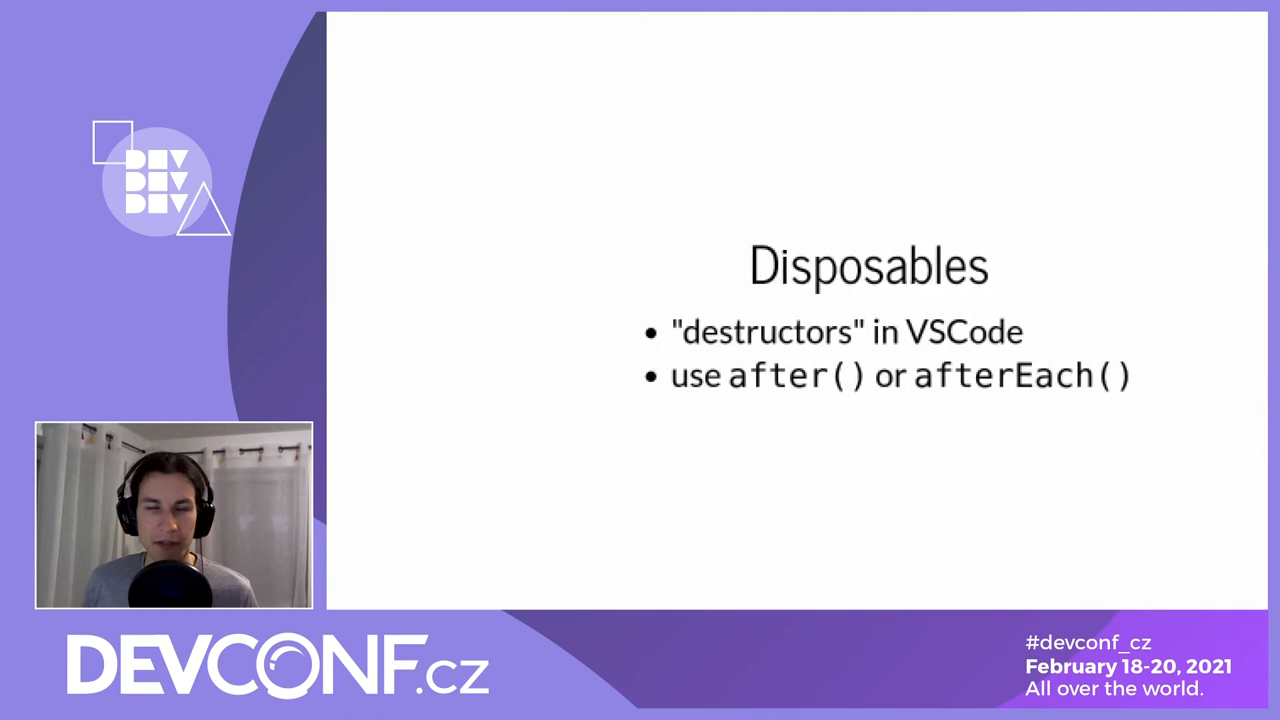 DEV
DEV
DEV
Disposables
• "destructors" in VSCode
• use after() or afterEach()
DEVCONF.CZ
#devconf_cz
February 18-20, 2021
All over the world.